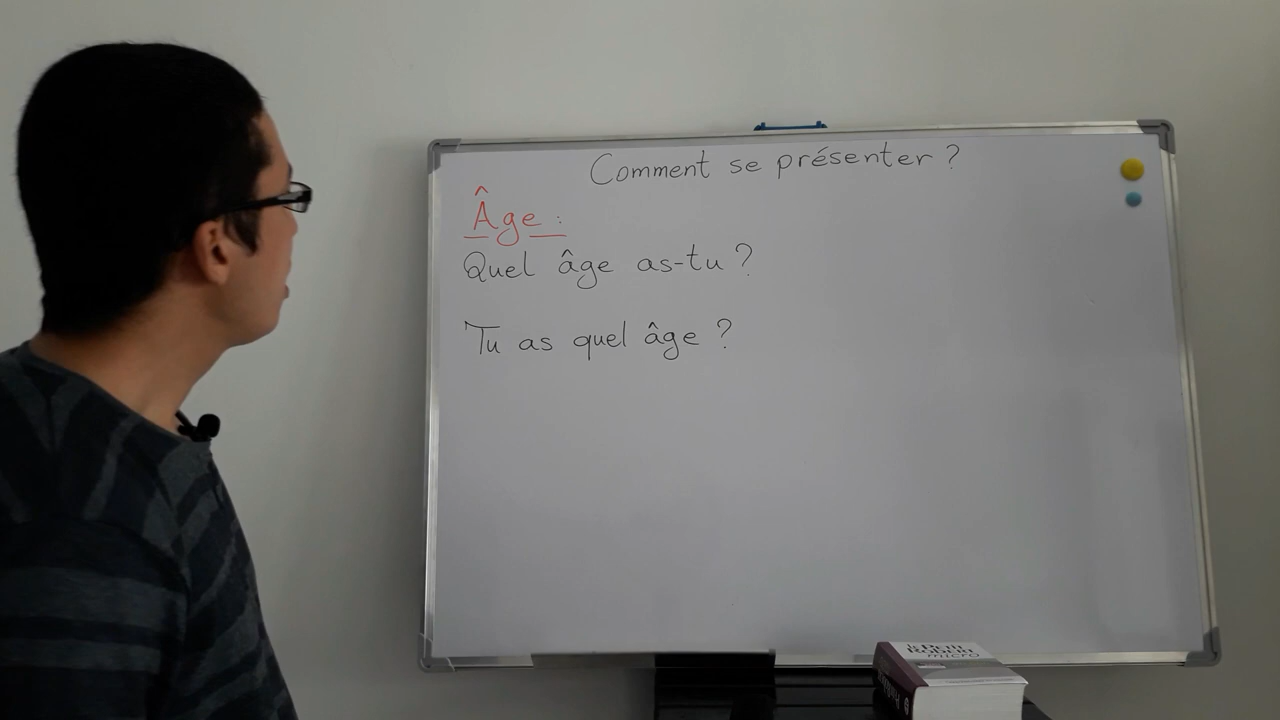 Comment se présenter ?
Âge :
Quel âge as-tu ?
Tu as quel âge ?